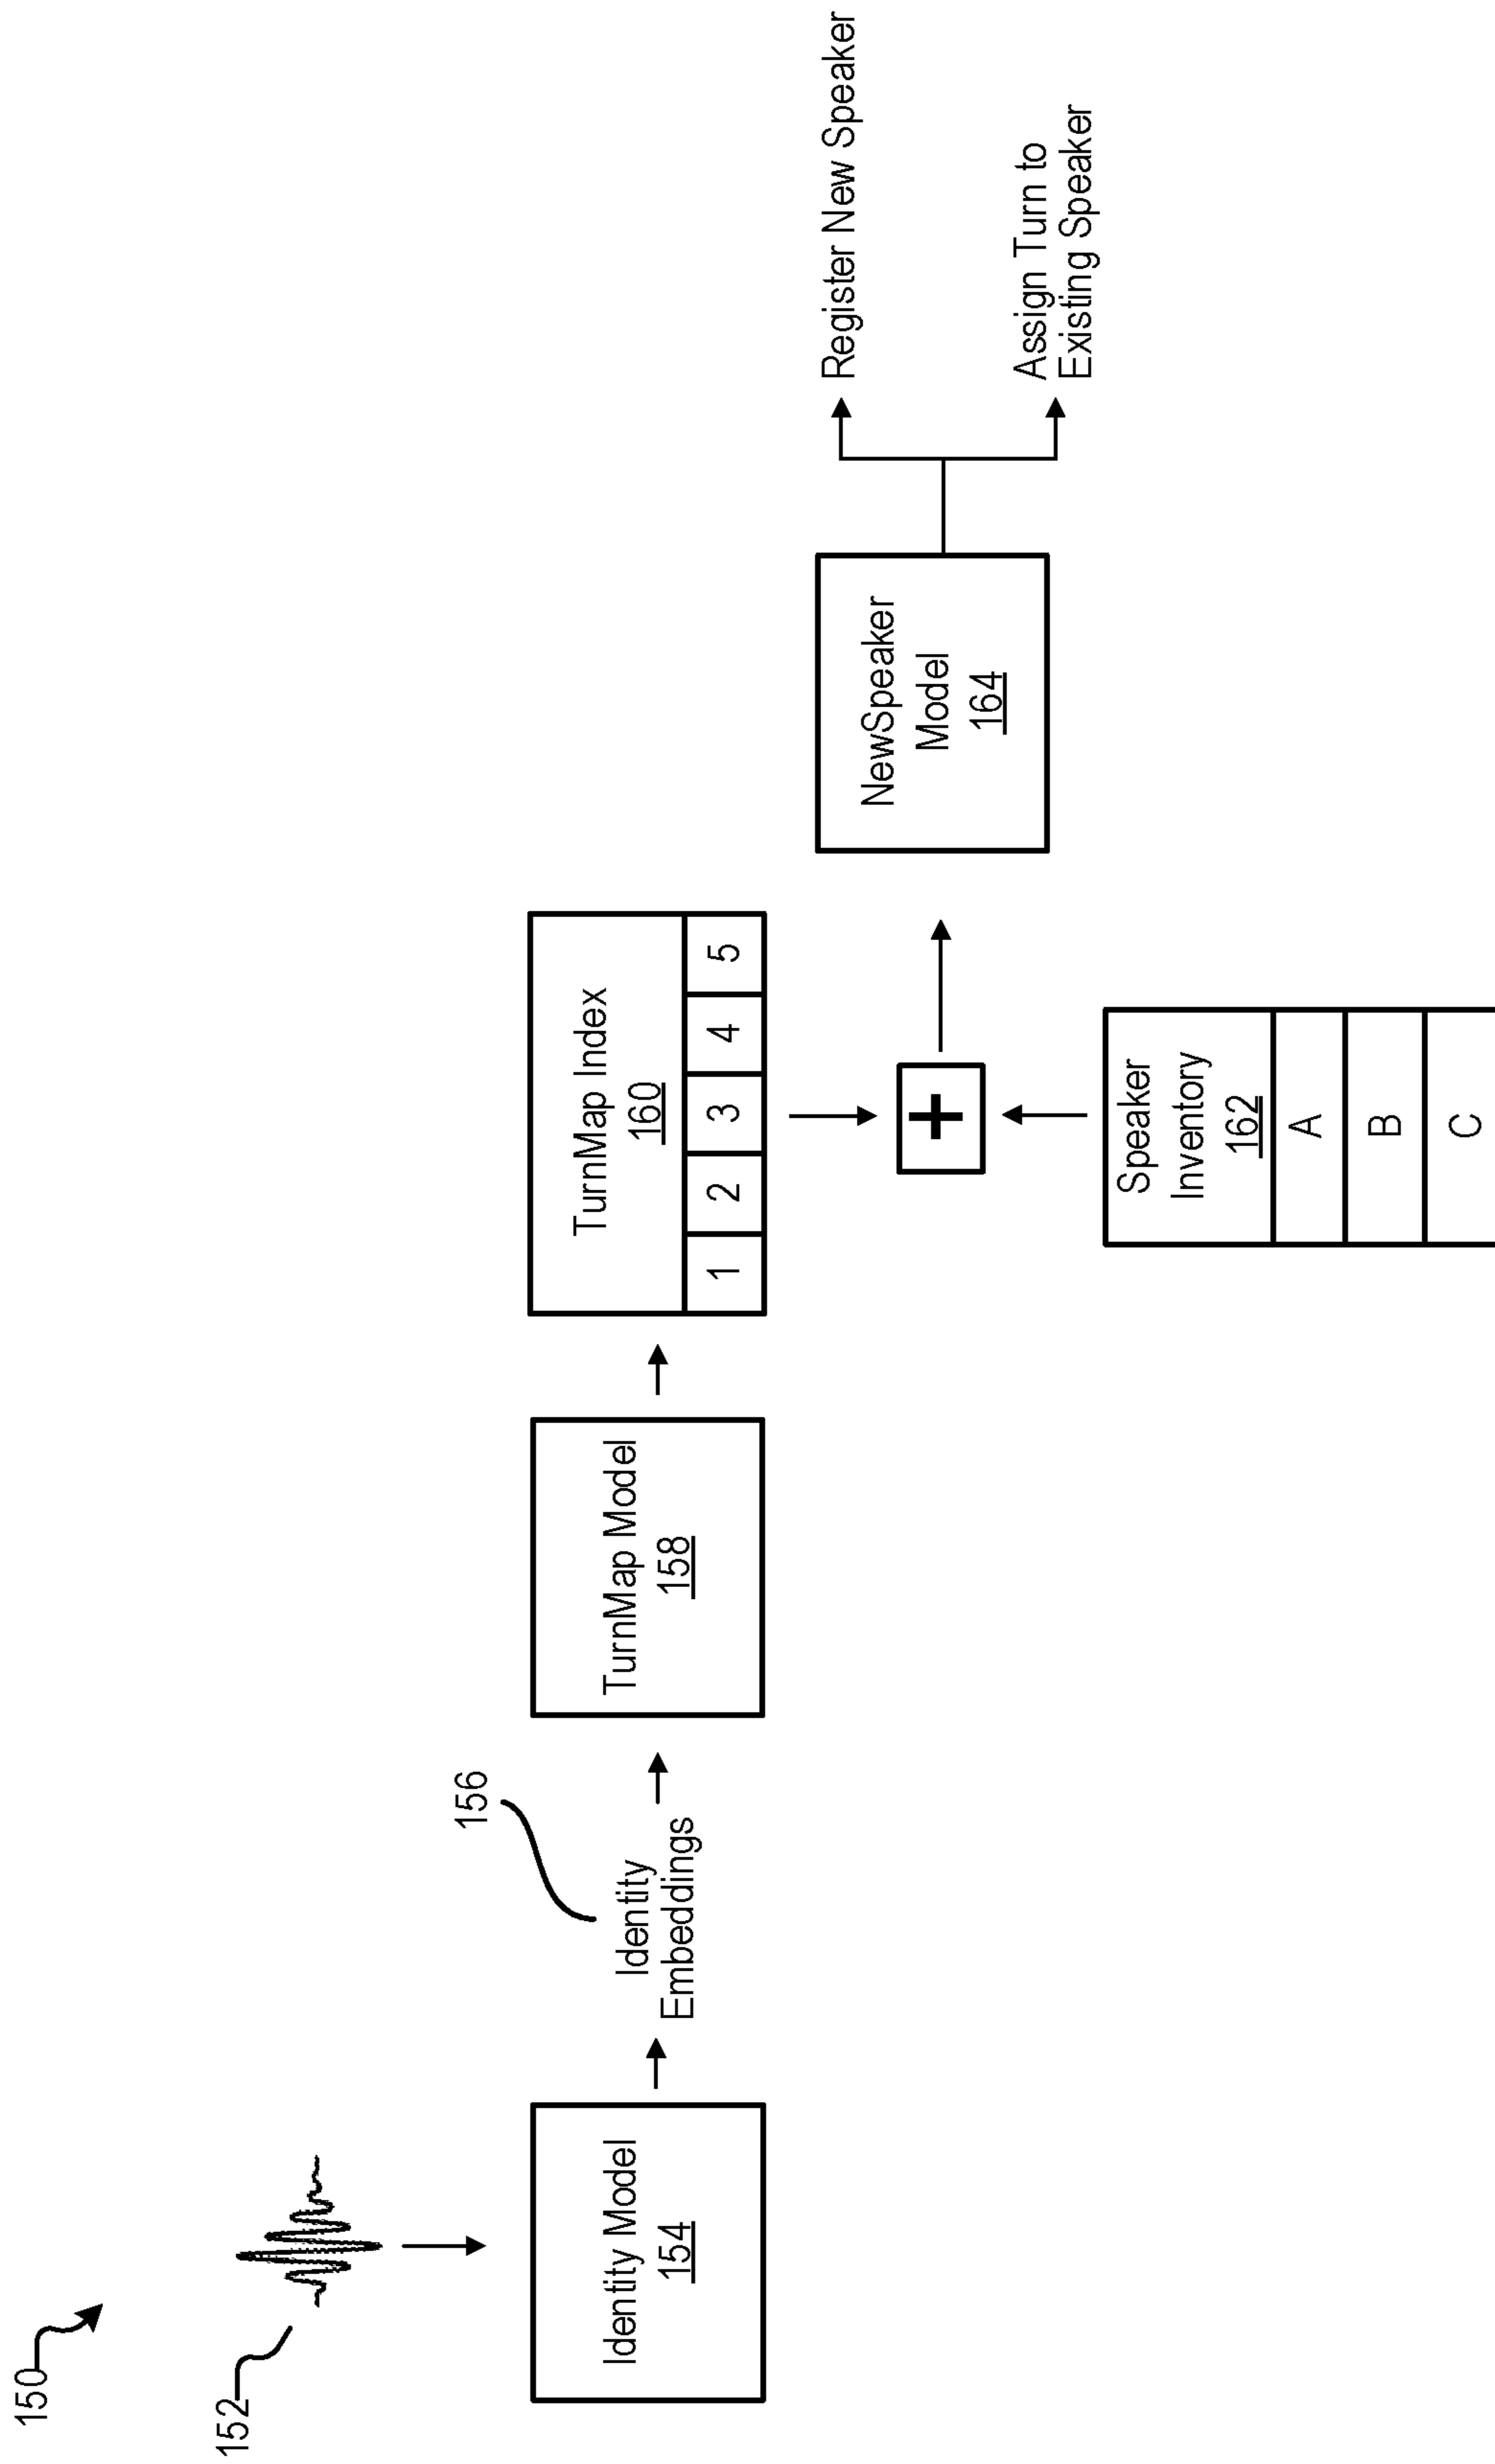 150
152
Identity Model
154
156
Identity
Embeddings
TurnMap Model
158
TurnMap Index
160
1 2 3 4 5
+
Speaker
Inventory
162
A
B
C
NewSpeaker
Model
164
Register New Speaker
Assign Turn to
Existing Speaker